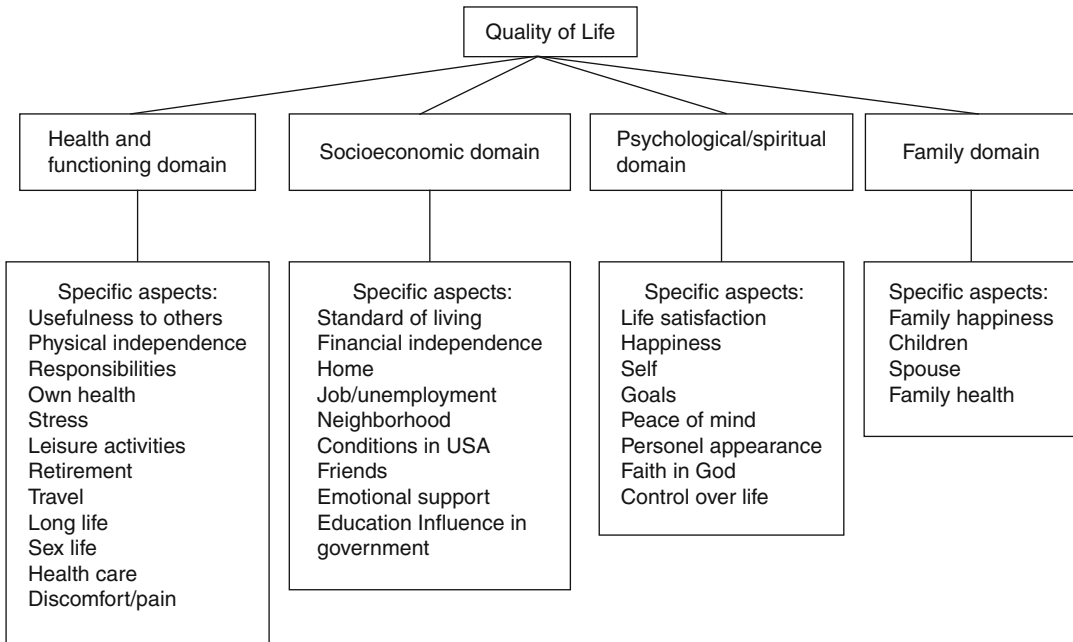 Quality of Life
Health and
functioning domain
Socioeconomic domain
Psychological/spiritual
domain
Family domain
Specific aspects:
Usefulness to others
Physical independence
Responsibilities
Own health
Stress
Leisure activities
Retirement
Travel
Long life
Sex life
Health care
Discomfort/pain
Specific aspects:
Standard of living
Financial independence
Home
Job/unemployment
Neighborhood
Conditions in USA
Friends
Emotional support
Education Influence in
government
Specific aspects:
Life satisfaction
Happiness
Self
Goals
Peace of mind
Personel appearance
Faith in God
Control over life
Specific aspects:
Family happiness
Children
Spouse
Family health